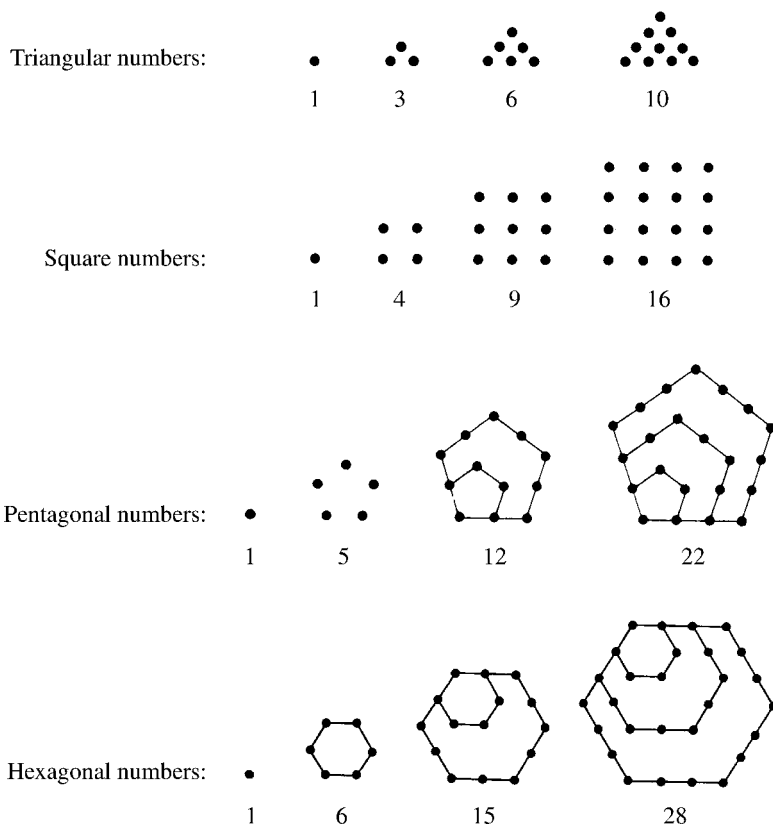 Triangular numbers:
1 3 6 10
Square numbers:
1 4 9 16
Pentagonal numbers:
1 5 12 22
Hexagonal numbers:
1 6 15 28